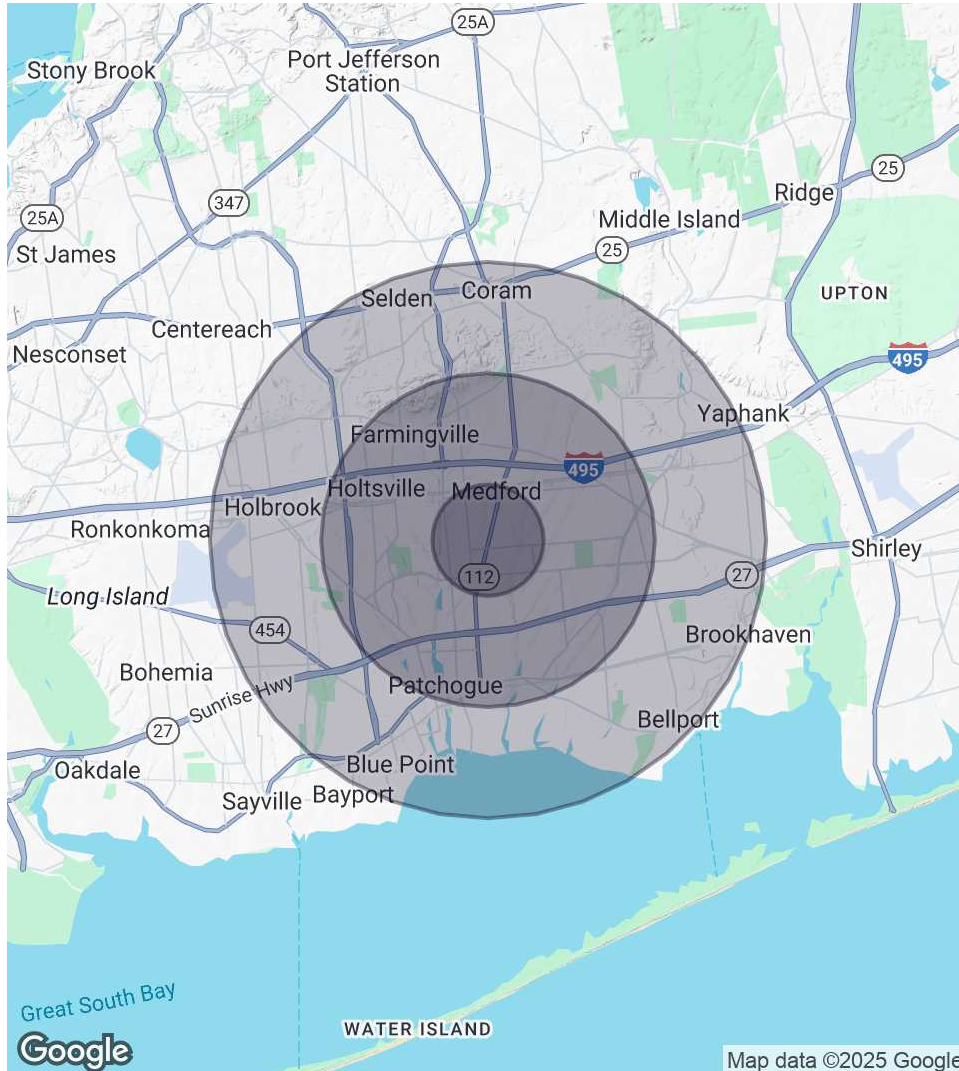 25A
Port Jefferson
Station
Stony Brook
25
Ridge
347
25A
Middle Island
St James
25
Selden
Coram
UPTON
Centereach
Nesconset
495
Yaphank
Farmingville
495
Holtsville
Medford
Holbrook
Ronkonkoma
Shirley
112
27
Long Island
454
Brookhaven
Bohemia
Patchogue
Sunrise Hwy
Bellport
27
Oakdale
Blue Point
Sayville
Bayport
Great South Bay
WATER ISLAND
Google
Map data ©2025 Google